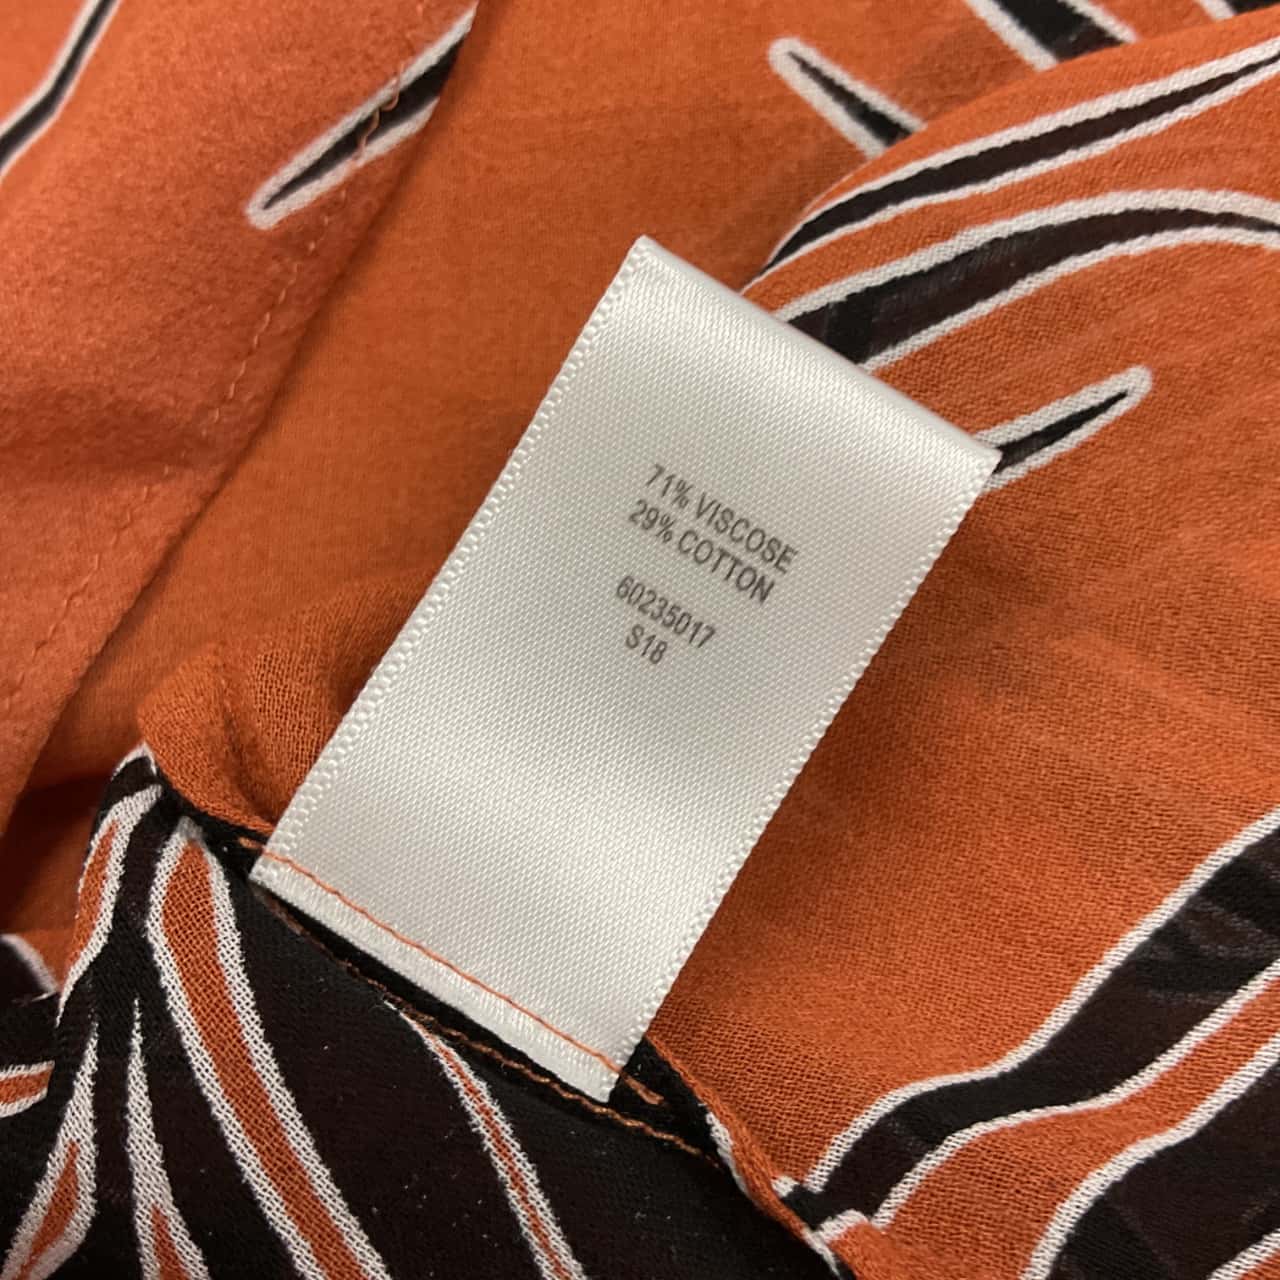 71% VISCOSE
29% COTTON
60235017
S18